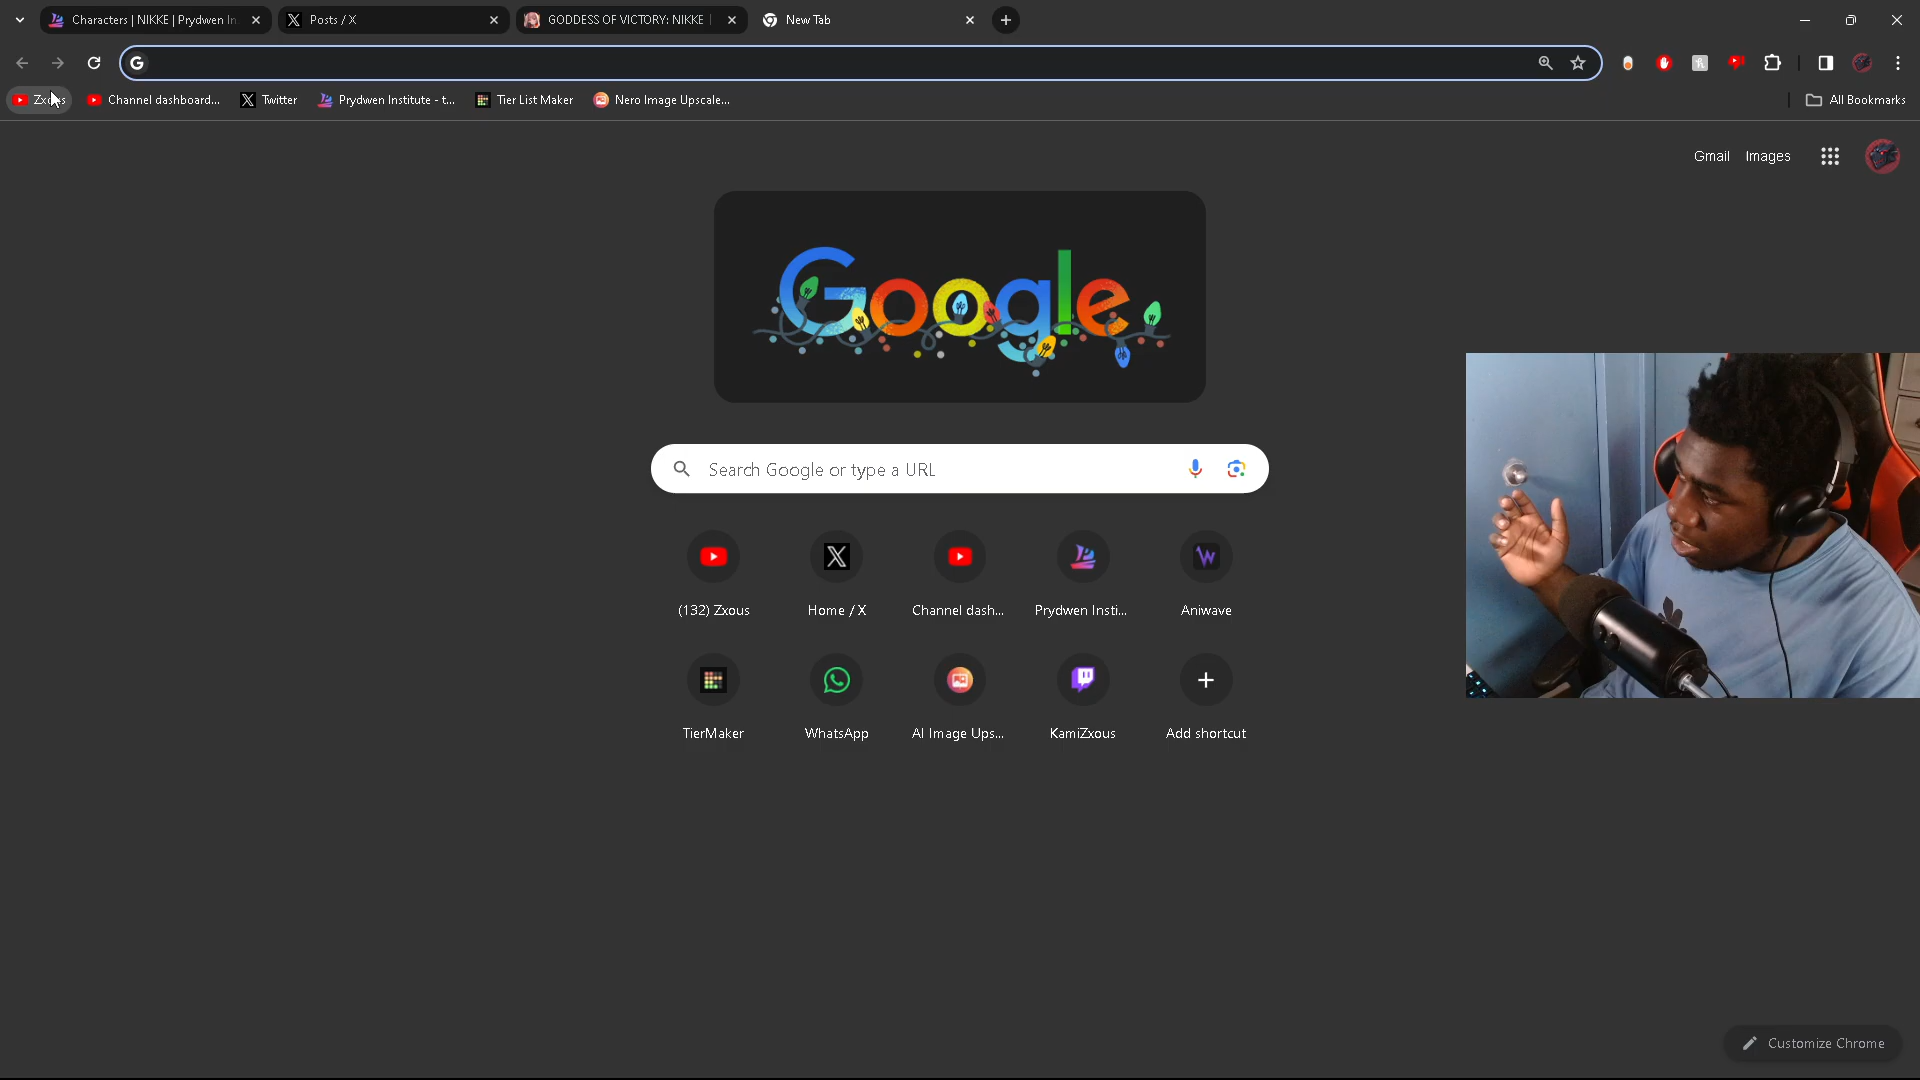 Characters | NIKKE | Prydwen In
Posts / X
GODDESS OF VICTORY: NIKKE |
New Tab
Channel dashboard...
Twitter
Prydwen Institute - t...
Tier List Maker
Nero Image Upscale...
All Bookmarks
Gmail
Images
Google
Search Google or type a URL
(132) Zxous
Home / X
Channel dash...
Prydwen Insti...
Aniwave
TierMaker
WhatsApp
AI Image Ups...
KamiZxous
Add shortcut
Customize Chrome